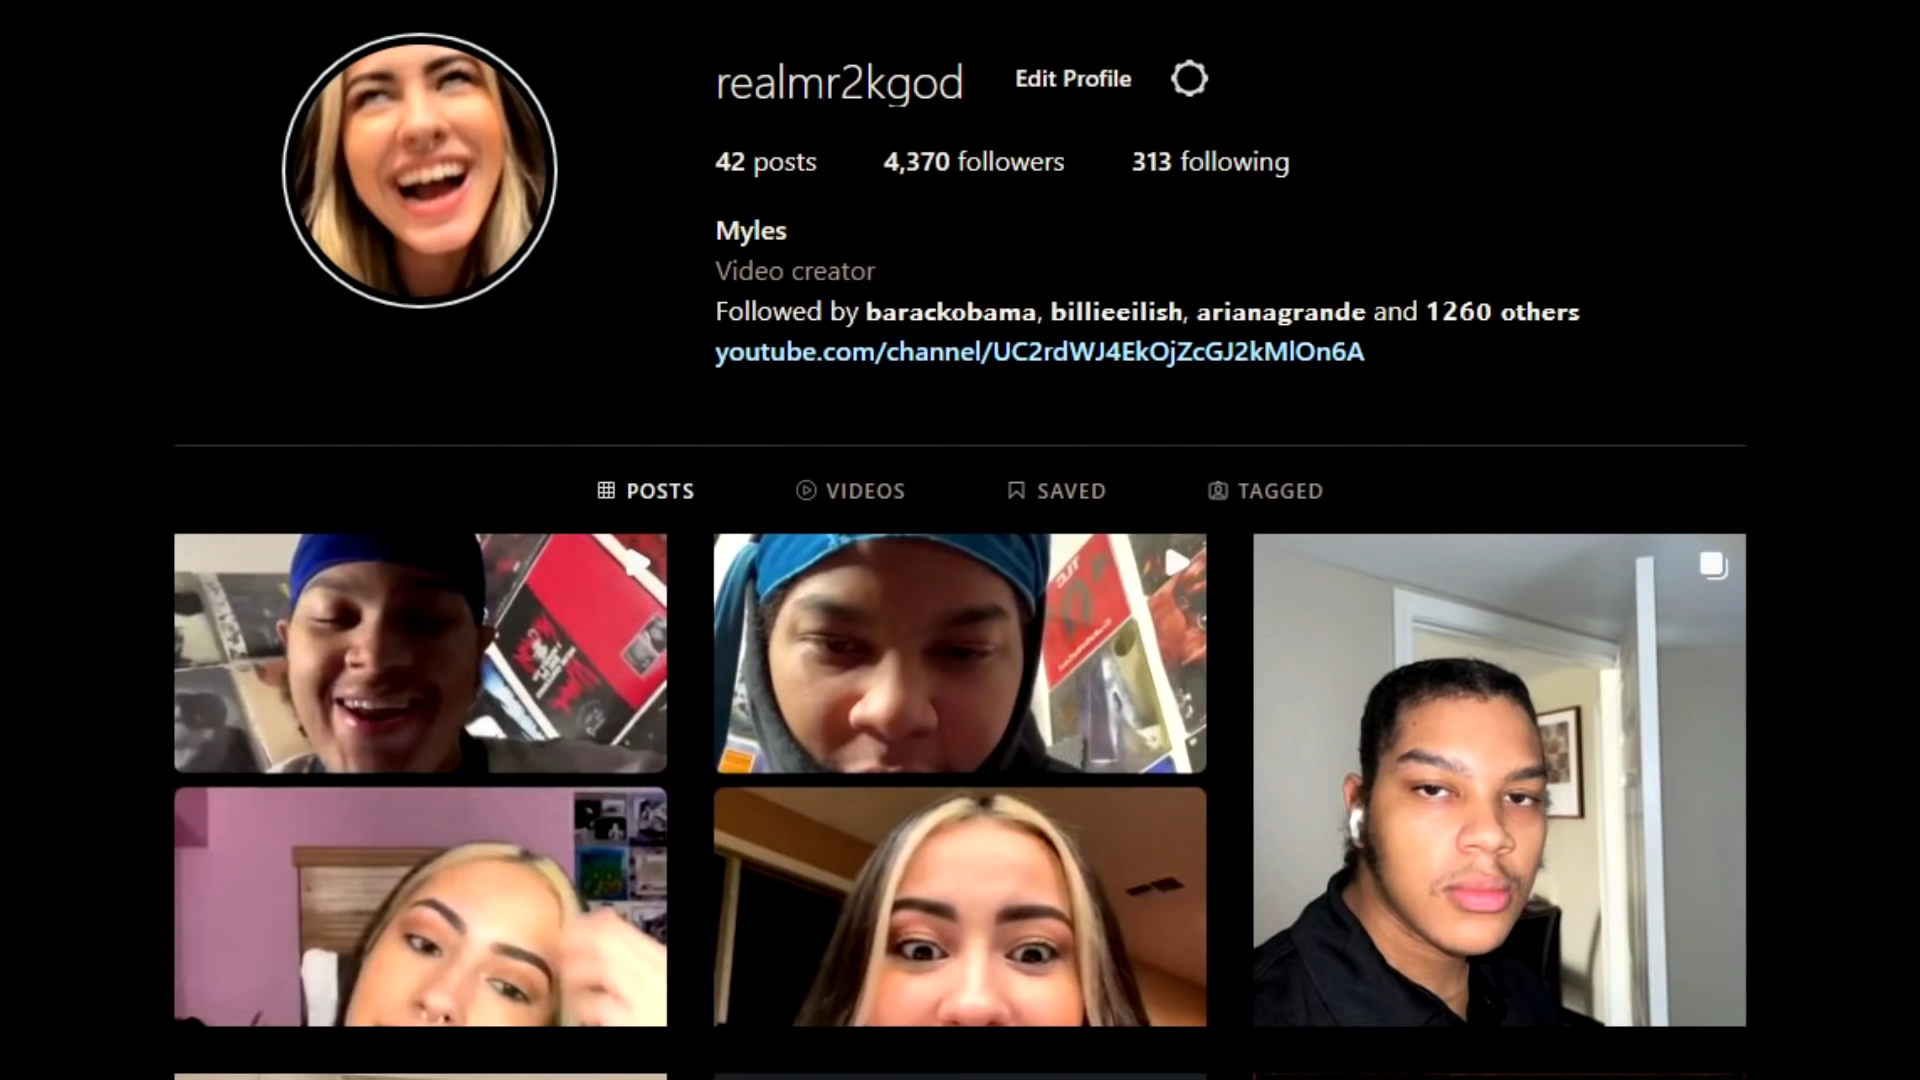 realmr2kgod Edit Profile
42 posts 4,370 followers 313 following
Myles
Video creator
Followed by barackobama, billieeilish, arianagrande and 1260 others
youtube.com/channel/UC2rdWJ4EkOjZcGJ2kMlOn6A
POSTS VIDEOS SAVED TAGGED